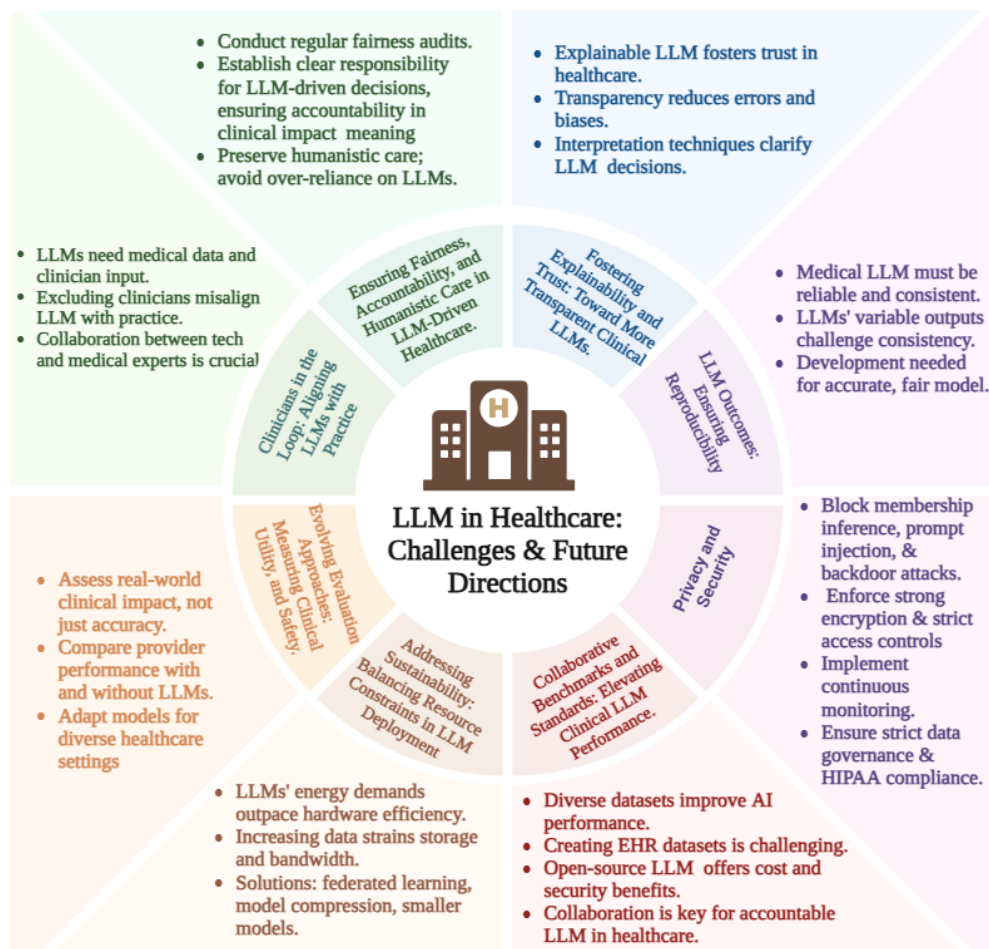 Conduct regular fairness audits.
Establish clear responsibility
for LLM-driven decisions,
ensuring accountability in
clinical impact meaning
Preserve humanistic care;
avoid over-reliance on LLMs.
Explainable LLM fosters trust in
healthcare.
Transparency reduces errors and
biases.
Interpretation techniques clarify
LLM decisions.
LLMs need medical data and
clinician input.
Excluding clinicians misalign
LLM with practice.
Collaboration between tech
and medical experts is crucial
Ensuring Fairness,
Accountability, and
Humanistic Care in
LLM-Driven
Healthcare.
Fostering
Explainability and
Trust: Toward More
Transparent Clinical
LLMs.
Medical LLM must be
reliable and consistent.
LLMs' variable outputs
challenge consistency.
Development needed
for accurate, fair model.
Clinicians in the
Loop: Aligning
LLMs with
Practice
LLM Outcomes:
Ensuring
Reproducibility
H
LLM in Healthcare:
Challenges & Future
Directions
Evolving Evaluation
Approaches:
Measuring Clinical
Utility, and Safety.
Privacy and
Security
Block membership
inference, prompt
injection, &
backdoor attacks.
Enforce strong
encryption & strict
access controls
Implement
continuous
monitoring.
Ensure strict data
governance &
HIPAA compliance.
Assess real-world
clinical impact, not
just accuracy.
Compare provider
performance with
and without LLMs.
Adapt models for
diverse healthcare
settings
Addressing
Sustainability:
Balancing Resource
Constraints in LLM
Deployment
Collaborative
Benchmarks and
Standards: Elevating
Clinical LLM
Performance.
LLMs' energy demands
outpace hardware efficiency.
Increasing data strains storage
and bandwidth.
Solutions: federated learning,
model compression, smaller
models.
Diverse datasets improve AI
performance.
Creating EHR datasets is challenging.
Open-source LLM offers cost and
security benefits.
Collaboration is key for accountable
LLM in healthcare.